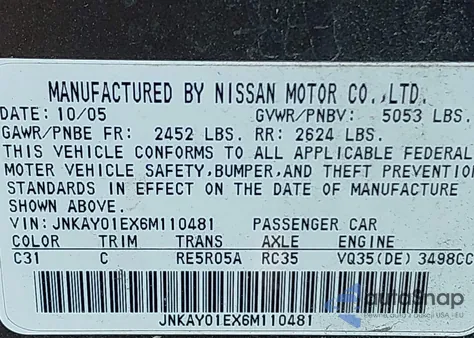 MANUFACTURED BY NISSAN MOTOR CO.,LTD.
DATE: 10/05 GVWR/PNBV: 5053 LBS.
GAWR/PNBE FR: 2452 LBS. RR: 2624 LBS.
THIS VEHICLE CONFORMS TO ALL APPLICABLE FEDERAL
MOTER VEHICLE SAFETY,BUMPER,AND THEFT PREVENTION
STANDARDS IN EFFECT ON THE DATE OF MANUFACTURE
SHOWN ABOVE.
VIN: JNKAY01EX6M110481 PASSENGER CAR
COLOR TRIM TRANS AXLE ENGINE
C31 C RE5R05A RC35 VQ35(DE) 3498CC
JNKAY01EX6M110481
autoSnap